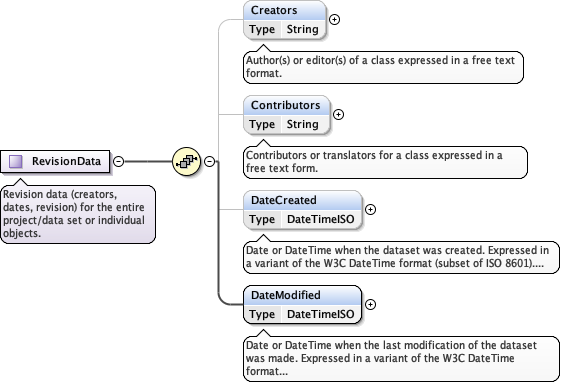 Creators
Type String
Author(s) or editor(s) of a class expressed in a free text
format.
Contributors
Type String
Contributors or translators for a class expressed in a
free text form.
RevisionData
Revision data (creators,
dates, revision) for the entire
project/data set or individual
objects.
DateCreated
Type DateTimeISO
Date or DateTime when the dataset was created. Expressed in
a variant of the W3C DateTime format (subset of ISO 8601)....
DateModified
Type DateTimeISO
Date or DateTime when the last modification of the dataset
was made. Expressed in a variant of the W3C DateTime
format...